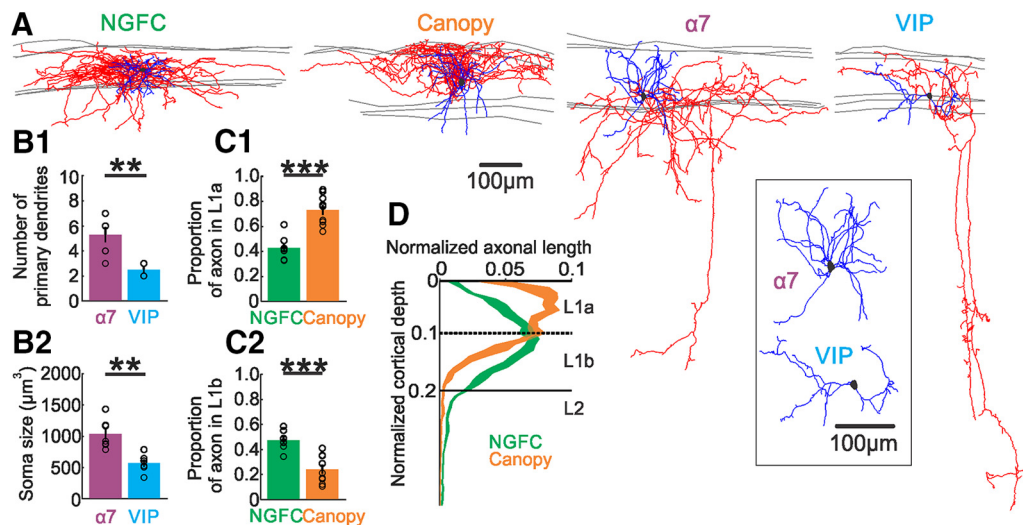 A
NGFC
Canopy
α7
VIP
100μm
B1
**
Number of
primary dendrites
10
8
6
4
2
0
α7
VIP
C1
***
Proportion
of axon in L1a
1.0
0.8
0.6
0.4
0.2
0
NGFC
Canopy
B2
**
Soma size (μm³)
2000
1500
1000
500
0
α7
VIP
C2
***
Proportion
of axon in L1b
1.0
0.8
0.6
0.4
0.2
0
NGFC
Canopy
D
Normalized axonal length
0
0.05
0.1
Normalized cortical depth
0
0.1
0.2
L1a
L1b
L2
NGFC
Canopy
α7
VIP
100μm